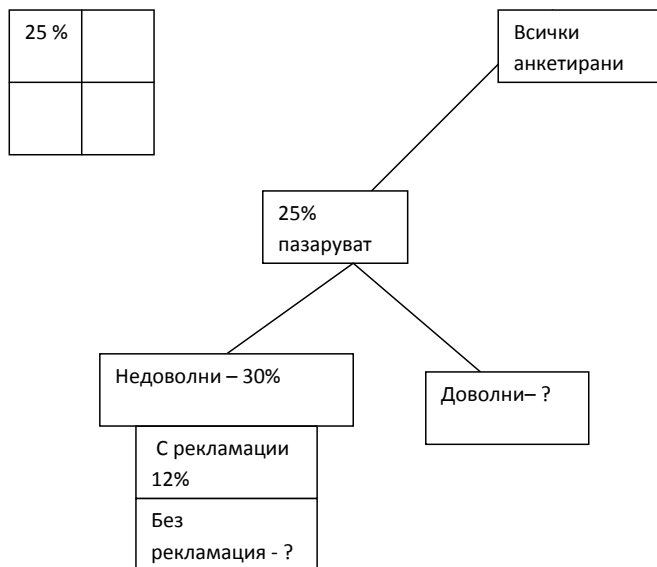 25 %
Всички
анкетирани
25%
пазаруват
Недоволни – 30%
Доволни– ?
С рекламации
12%
Без
рекламация - ?